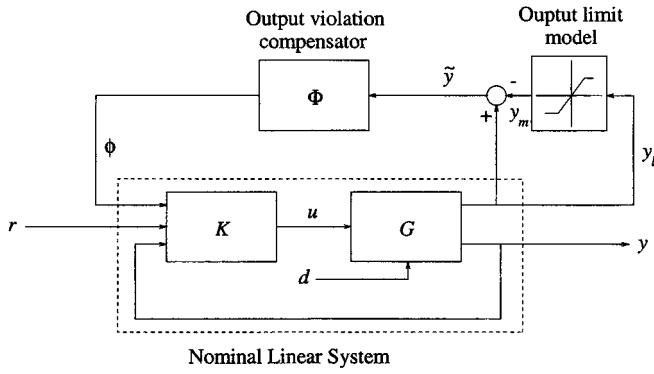 Output violation
compensator
Ouptut limit
model
Φ
ỹ
-
+
y_m
y_l
ϕ
r
K
u
G
y
d
Nominal Linear System